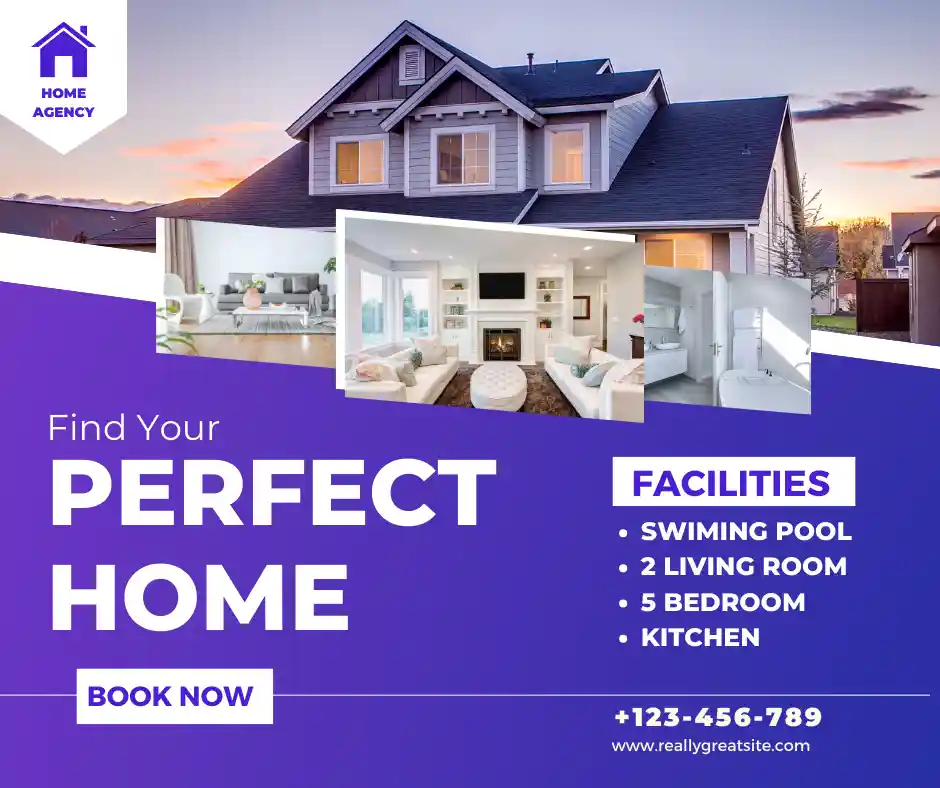 HOME
AGENCY
Find Your
PERFECT
HOME
BOOK NOW
FACILITIES
• SWIMING POOL
• 2 LIVING ROOM
• 5 BEDROOM
• KITCHEN
+123-456-789
www.reallygreatsite.com